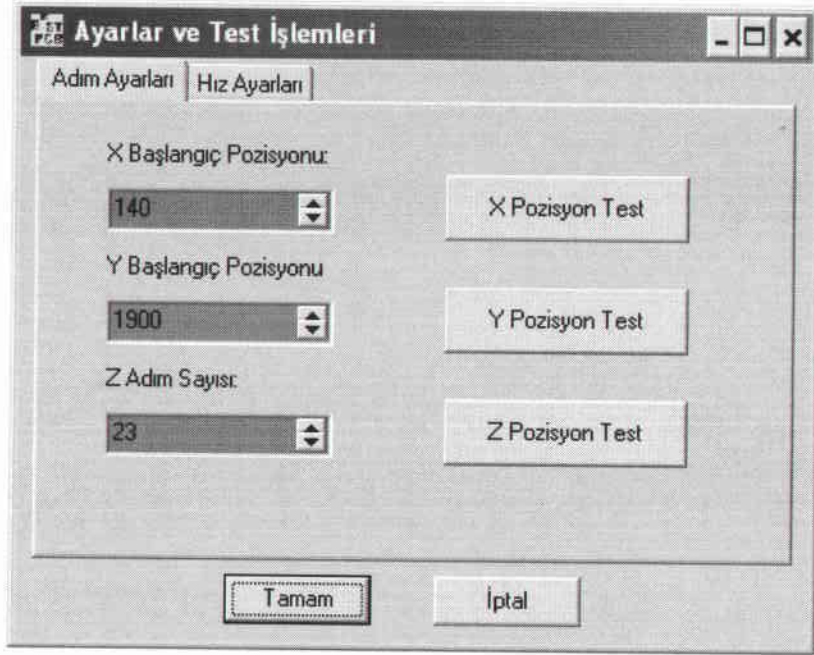 Ayarlar ve Test İşlemleri
Adım Ayarları Hız Ayarları
X Başlangıç Pozisyonu:
140 X Pozisyon Test
Y Başlangıç Pozisyonu
1900 Y Pozisyon Test
Z Adım Sayısı:
23 Z Pozisyon Test
Tamam İptal